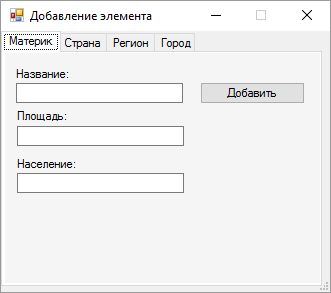 Добавление элемента
Материк Страна Регион Город
Название:
Добавить
Площадь:
Население: